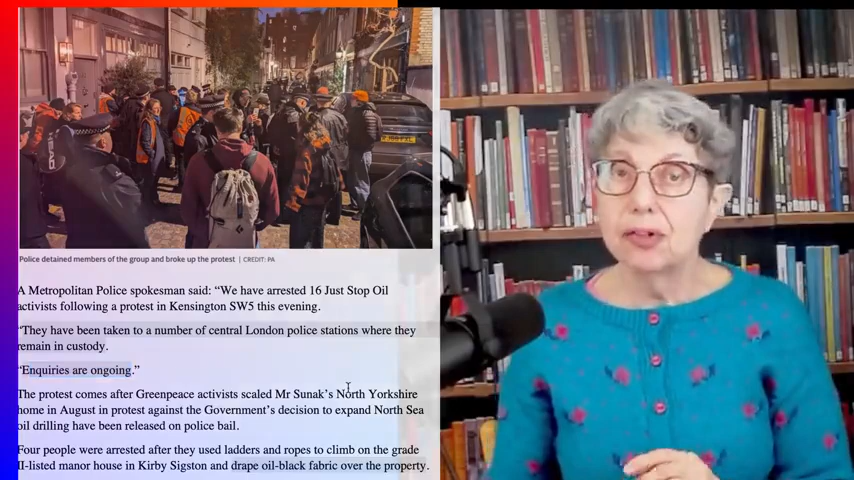 Police detained members of the group and broke up the protest | CREDIT: PA
A Metropolitan Police spokesman said: “We have arrested 16 Just Stop Oil
activists following a protest in Kensington SW5 this evening.
“They have been taken to a number of central London police stations where they
remain in custody.
“Enquiries are ongoing.”
The protest comes after Greenpeace activists scaled Mr Sunak’s North Yorkshire
home in August in protest against the Government’s decision to expand North Sea
oil drilling have been released on police bail.
Four people were arrested after they used ladders and ropes to climb on the grade
II-listed manor house in Kirby Sigston and drape oil-black fabric over the property.